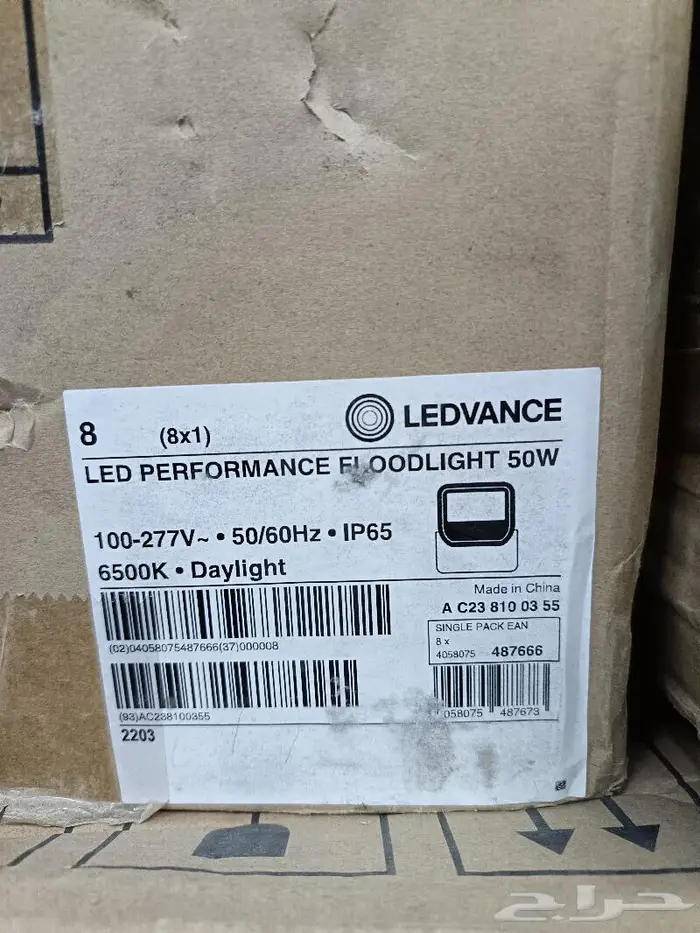 8 (8x1) LEDVANCE
LED PERFORMANCE FLOODLIGHT 50W
100-277V~ • 50/60Hz • IP65
6500K • Daylight
Made in China
A C23 810 03 55
(02)04058075487666(37)000008
SINGLE PACK EAN
8 x
4058075 487666
(93)AC238100355
058075 487673
2203
حراج